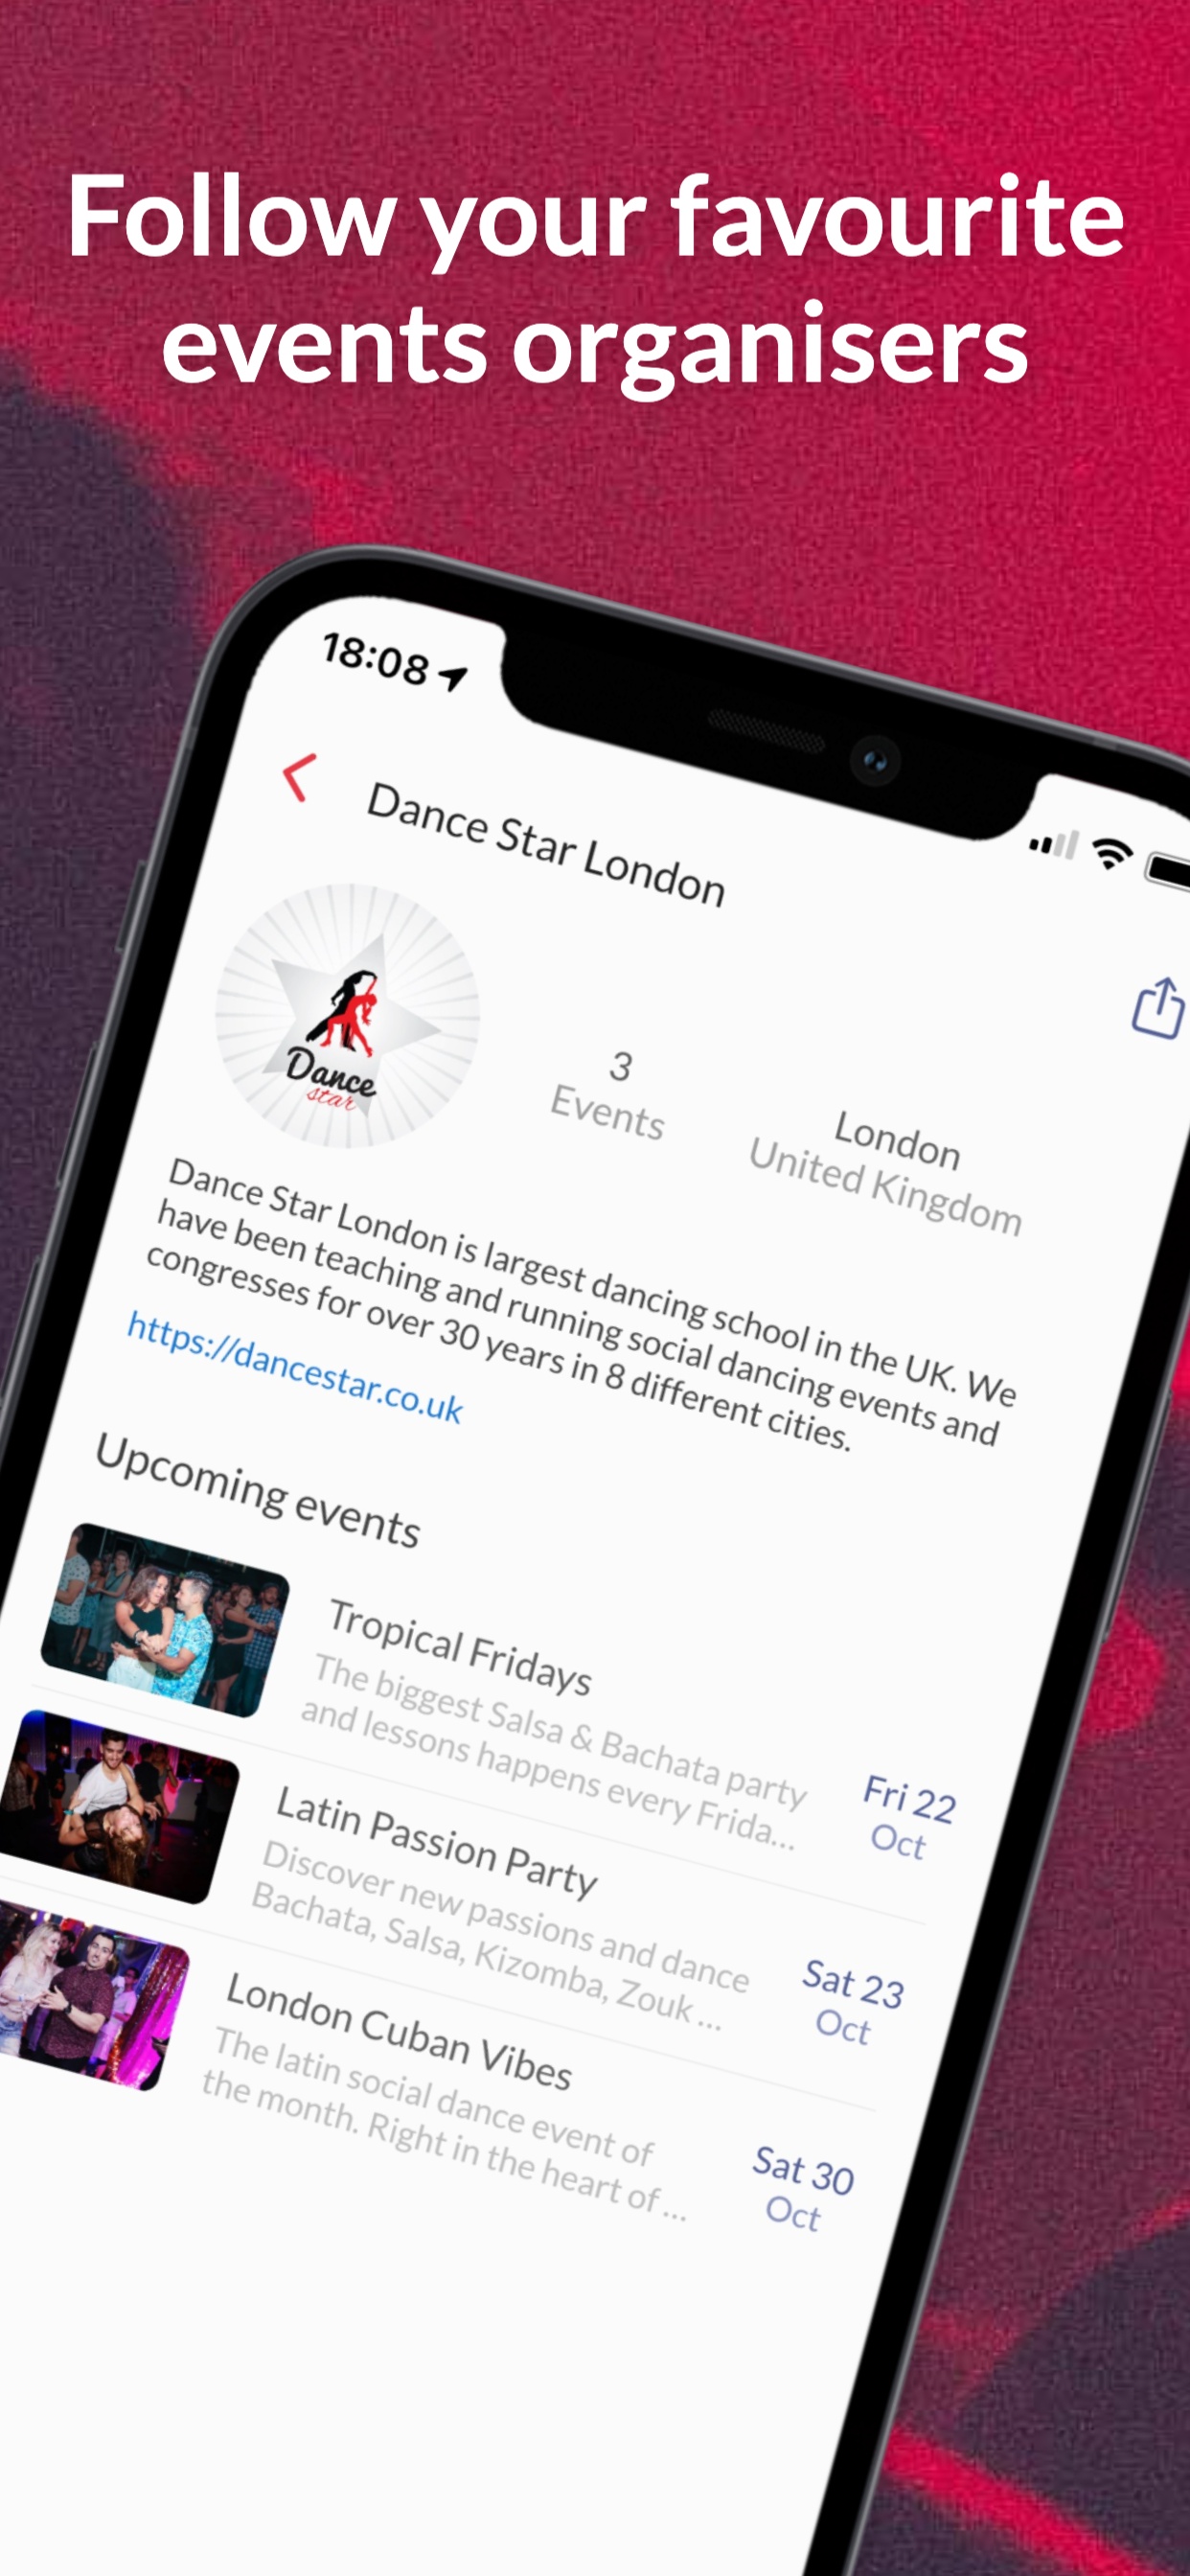 Follow your favourite
events organisers
18:08
Dance Star London
Dance
star
3
Events
London
United Kingdom
Dance Star London is largest dancing school in the UK. We
have been teaching and running social dancing events and
congresses for over 30 years in 8 different cities.
https://dancestar.co.uk
Upcoming events
Tropical Fridays
The biggest Salsa & Bachata party
and lessons happens every Frida...
Fri 22
Oct
Latin Passion Party
Discover new passions and dance
Bachata, Salsa, Kizomba, Zouk ...
Sat 23
Oct
London Cuban Vibes
The latin social dance event of
the month. Right in the heart of ...
Sat 30
Oct